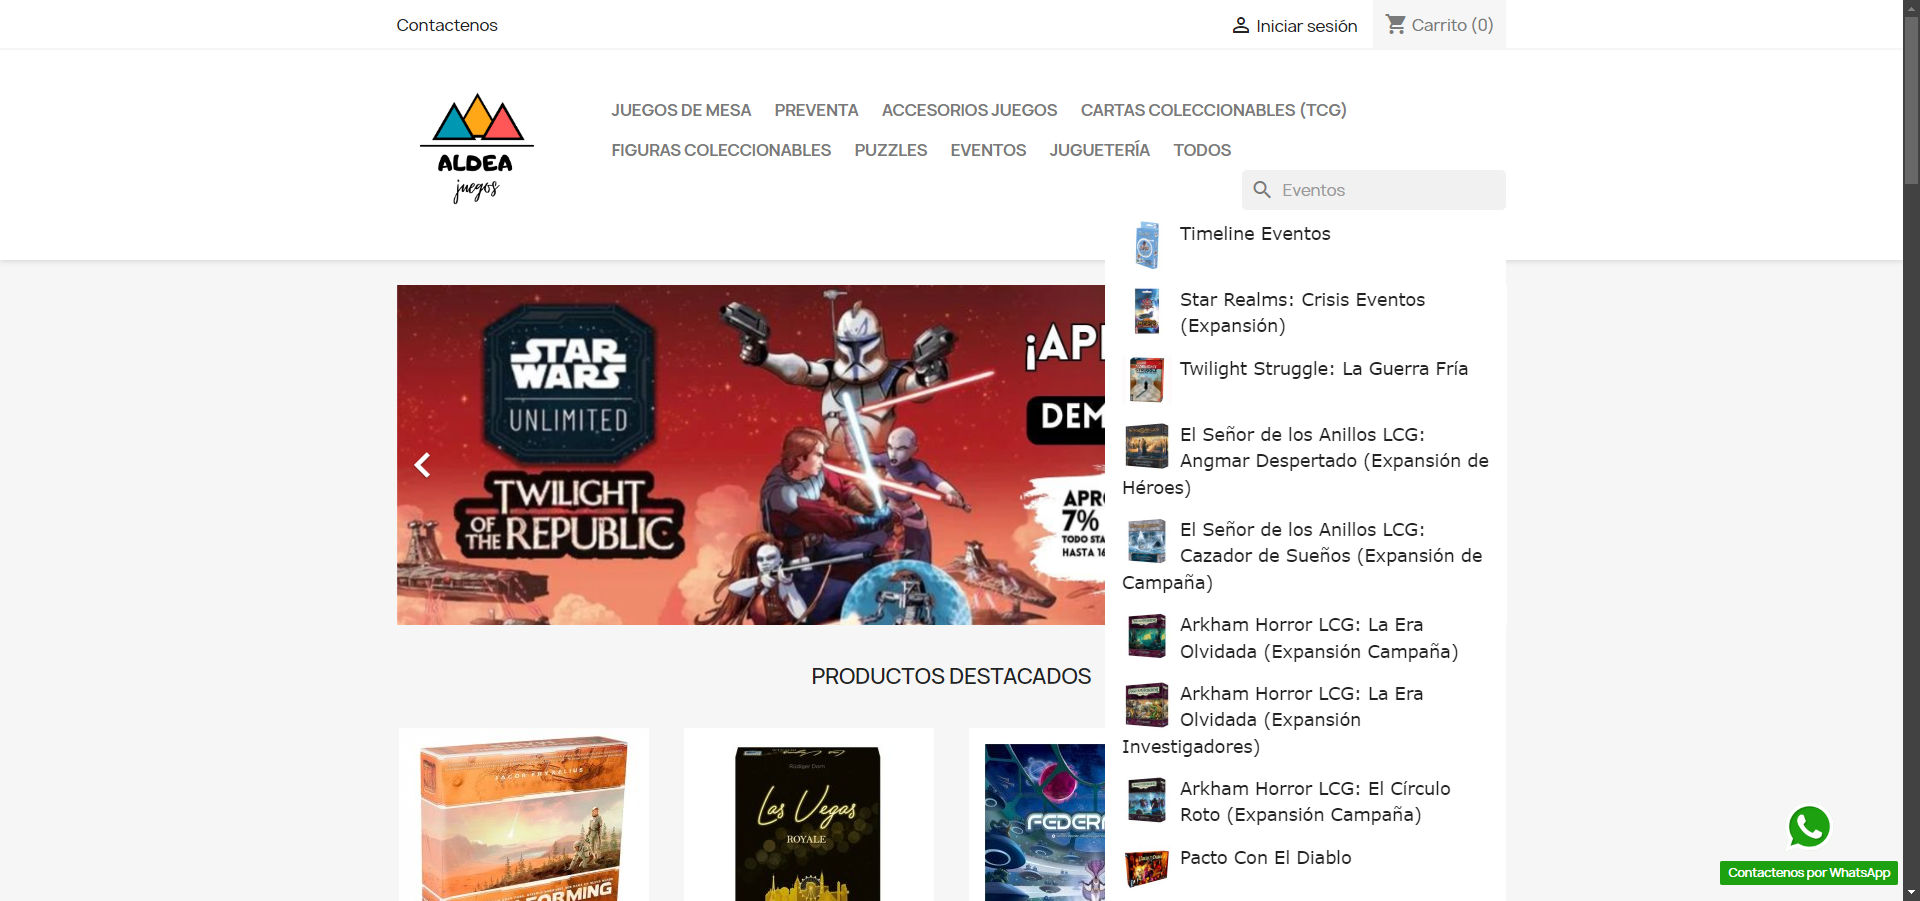 Contactenos
Iniciar sesión
Carrito (0)
ALDEA
juegos
JUEGOS DE MESA PREVENTA ACCESORIOS JUEGOS CARTAS COLECCIONABLES (TCG)
FIGURAS COLECCIONABLES PUZZLES EVENTOS JUGUETERÍA TODOS
Eventos
Timeline Eventos
Star Realms: Crisis Eventos
(Expansión)
Twilight Struggle: La Guerra Fría
El Señor de los Anillos LCG:
Angmar Despertado (Expansión de
Héroes)
El Señor de los Anillos LCG:
Cazador de Sueños (Expansión de
Campaña)
Arkham Horror LCG: La Era
Olvidada (Expansión Campaña)
Arkham Horror LCG: La Era
Olvidada (Expansión
Investigadores)
Arkham Horror LCG: El Círculo
Roto (Expansión Campaña)
Pacto Con El Diablo
STAR
WARS
UNLIMITED
TWILIGHT
OF THE REPUBLIC
¡AP
DEM
APR
7%
TODO STA
HASTA 16
PRODUCTOS DESTACADOS
JACOB FRYXELIUS
FORMING
Rüdiger Dorn
Las Vegas
ROYALE
FEDER
Contactenos por WhatsApp